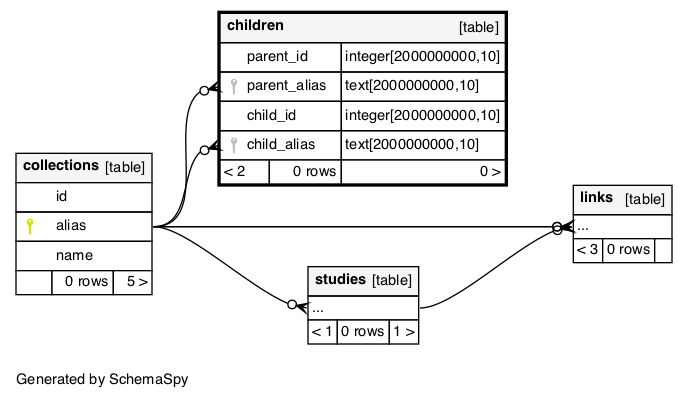 children [table]
parent_id integer[2000000000,10]
parent_alias text[2000000000,10]
child_id integer[2000000000,10]
child_alias text[2000000000,10]
< 2 0 rows 0 >
collections [table]
id
alias
name
0 rows 5 >
links [table]
...
< 3 0 rows
studies [table]
...
< 1 0 rows 1 >
Generated by SchemaSpy